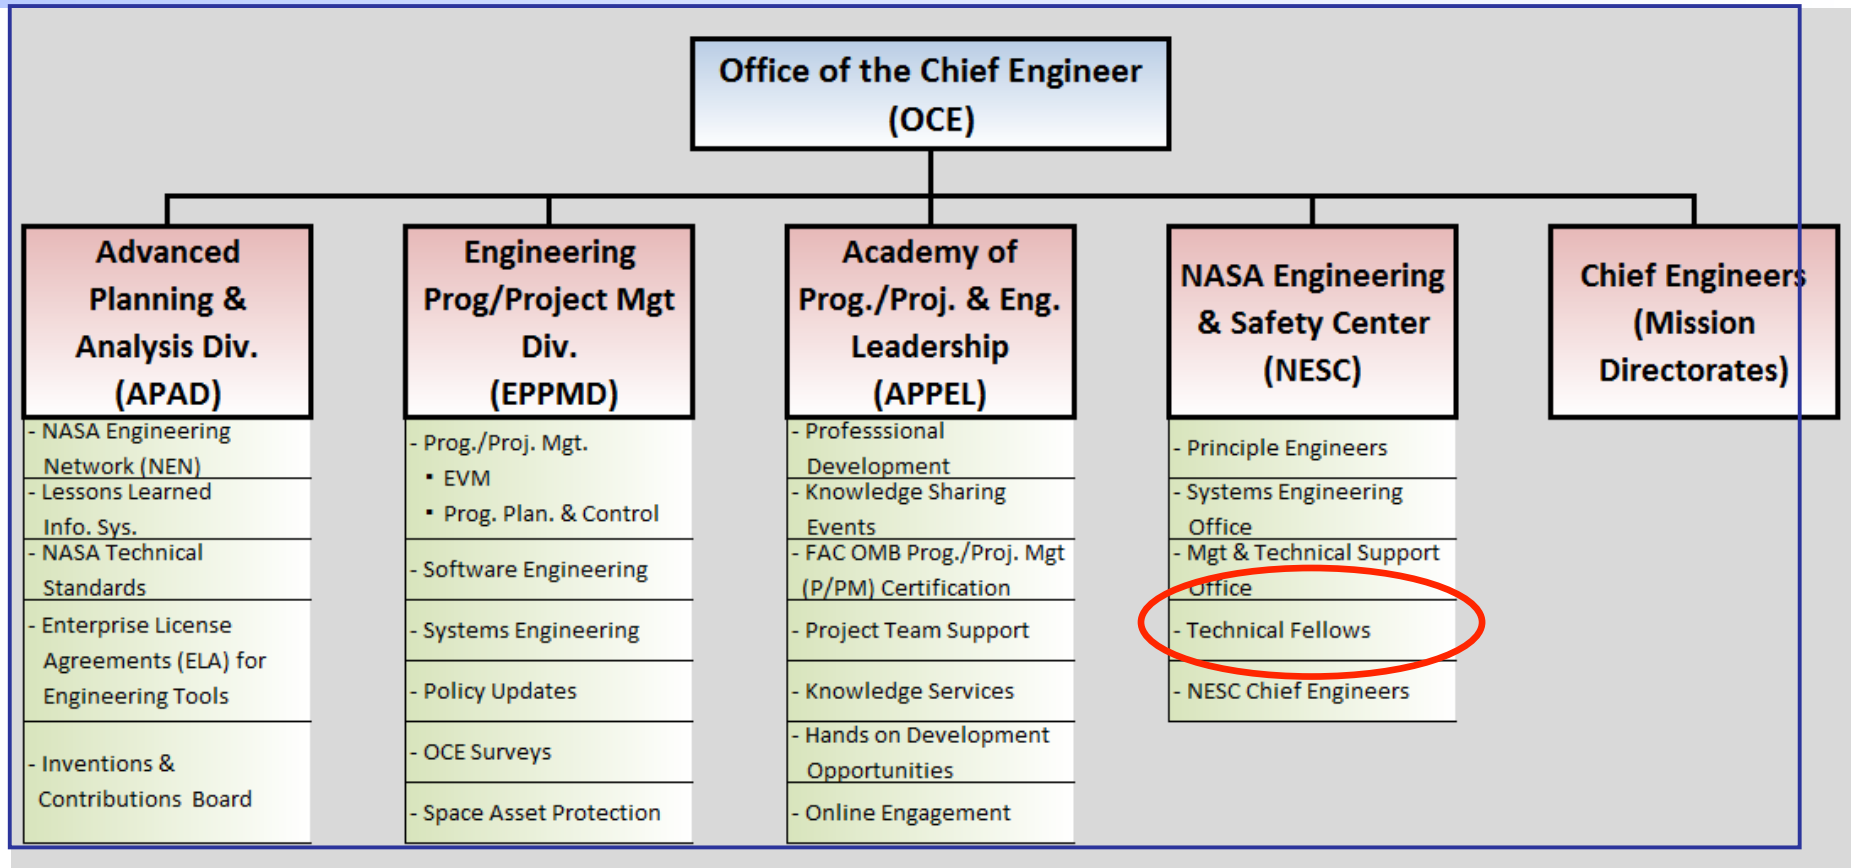 Office of the Chief Engineer
(OCE)
Advanced
Planning &
Analysis Div.
(APAD)
- NASA Engineering
Network (NEN)
- Lessons Learned
Info. Sys.
- NASA Technical
Standards
- Enterprise License
Agreements (ELA) for
Engineering Tools
- Inventions &
Contributions Board
Engineering
Prog/Project Mgt
Div.
(EPPMD)
- Prog./Proj. Mgt.
▪ EVM
▪ Prog. Plan. & Control
- Software Engineering
- Systems Engineering
- Policy Updates
- OCE Surveys
- Space Asset Protection
Academy of
Prog./Proj. & Eng.
Leadership
(APPEL)
- Professsional
Development
- Knowledge Sharing
Events
- FAC OMB Prog./Proj. Mgt
(P/PM) Certification
- Project Team Support
- Knowledge Services
- Hands on Development
Opportunities
- Online Engagement
NASA Engineering
& Safety Center
(NESC)
- Principle Engineers
- Systems Engineering
Office
- Mgt & Technical Support
Office
- Technical Fellows
- NESC Chief Engineers
Chief Engineers
(Mission
Directorates)